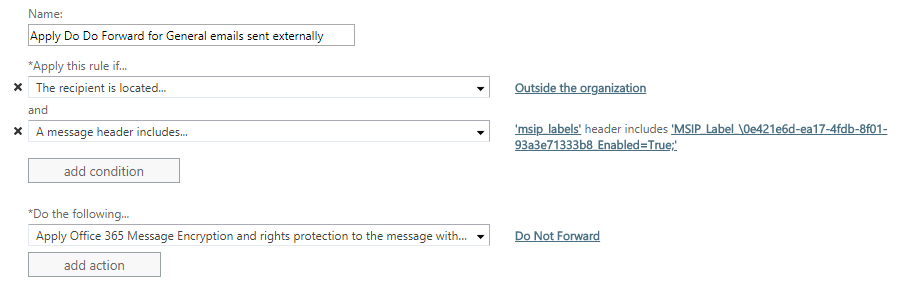 Name:
Apply Do Do Forward for General emails sent externally
*Apply this rule if...
The recipient is located...
Outside the organization
and
A message header includes...
'msip_labels' header includes 'MSIP_Label_\0e421e6d-ea17-4fdb-8f01-
93a3e71333b8_Enabled=True;'
add condition
*Do the following...
Apply Office 365 Message Encryption and rights protection to the message with...
Do Not Forward
add action